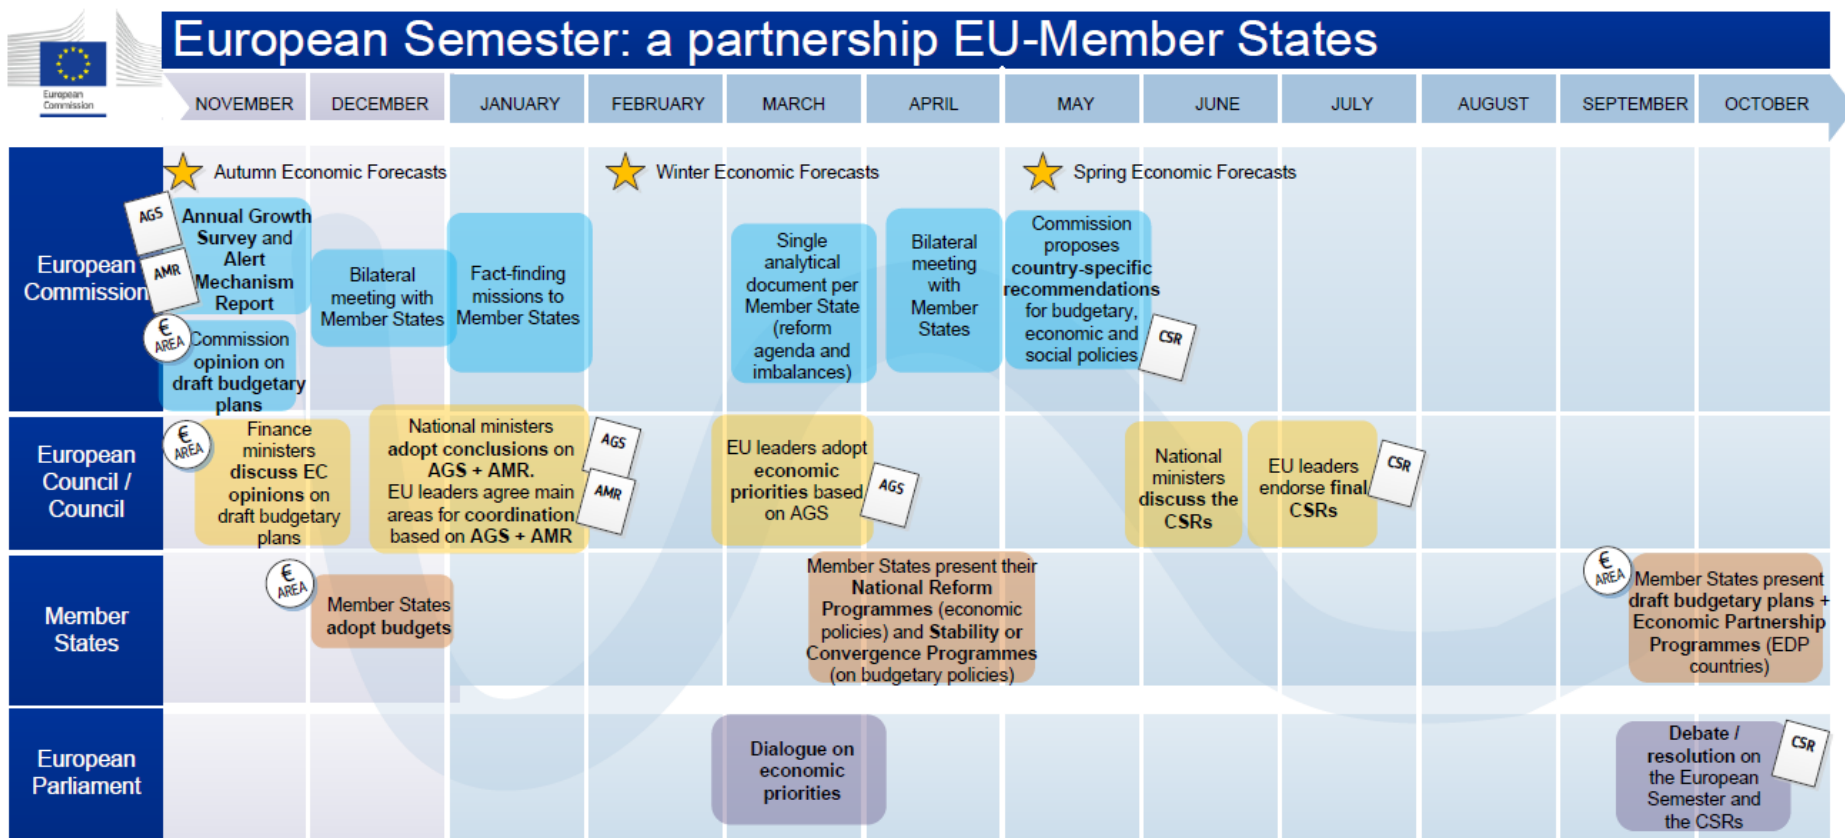 European Semester: a partnership EU-Member States
European
Commission
NOVEMBER
DECEMBER
JANUARY
FEBRUARY
MARCH
APRIL
MAY
JUNE
JULY
AUGUST
SEPTEMBER
OCTOBER
European
Commission
Autumn Economic Forecasts
Winter Economic Forecasts
Spring Economic Forecasts
AGS
AMR
Annual Growth
Survey and
Alert
Mechanism
Report
€
AREA
Commission
opinion on
draft budgetary
plans
Bilateral
meeting with
Member States
Fact-finding
missions to
Member States
Single
analytical
document per
Member State
(reform
agenda and
imbalances)
Bilateral
meeting
with
Member
States
Commission
proposes
country-specific
recommendations
for budgetary,
economic and
social policies
CSR
European
Council /
Council
€
AREA
Finance
ministers
discuss EC
opinions on
draft budgetary
plans
National ministers
adopt conclusions on
AGS + AMR.
EU leaders agree main
areas for coordination
based on AGS + AMR
AGS
AMR
EU leaders adopt
economic
priorities based
on AGS
AGS
National
ministers
discuss the
CSRs
EU leaders
endorse final
CSRs
CSR
Member
States
€
AREA
Member States
adopt budgets
Member States present their
National Reform
Programmes (economic
policies) and Stability or
Convergence Programmes
(on budgetary policies)
€
AREA
Member States present
draft budgetary plans +
Economic Partnership
Programmes (EDP
countries)
European
Parliament
Dialogue on
economic
priorities
Debate /
resolution on
the European
Semester and
the CSRs
CSR